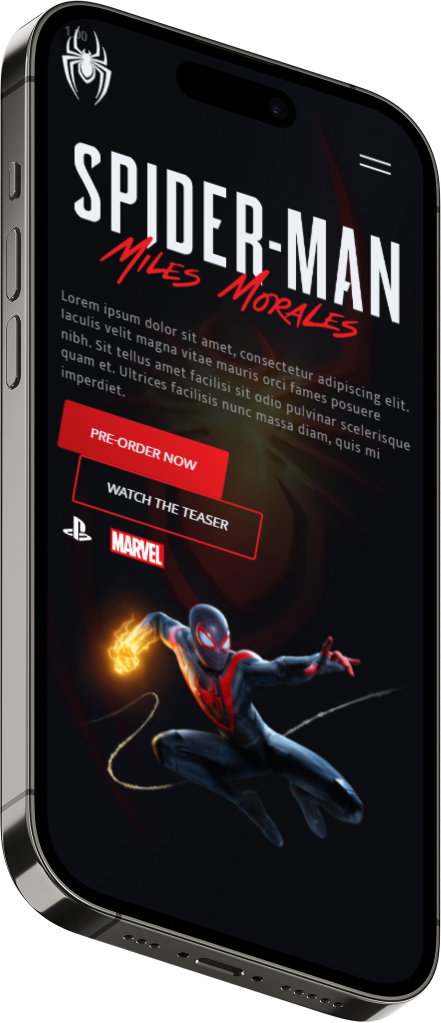 SPIDER-MAN
MILES MORALES
Lorem ipsum dolor sit amet, consectetur adipiscing elit.
Iaculis velit magna vitae mauris orci fames posuere
nibh. Sit tellus amet facilisi sit odio pulvinar scelerisque
quam et. Ultrices facilisis nunc massa diam, quis mi
imperdiet.
PRE-ORDER NOW
WATCH THE TEASER
MARVEL